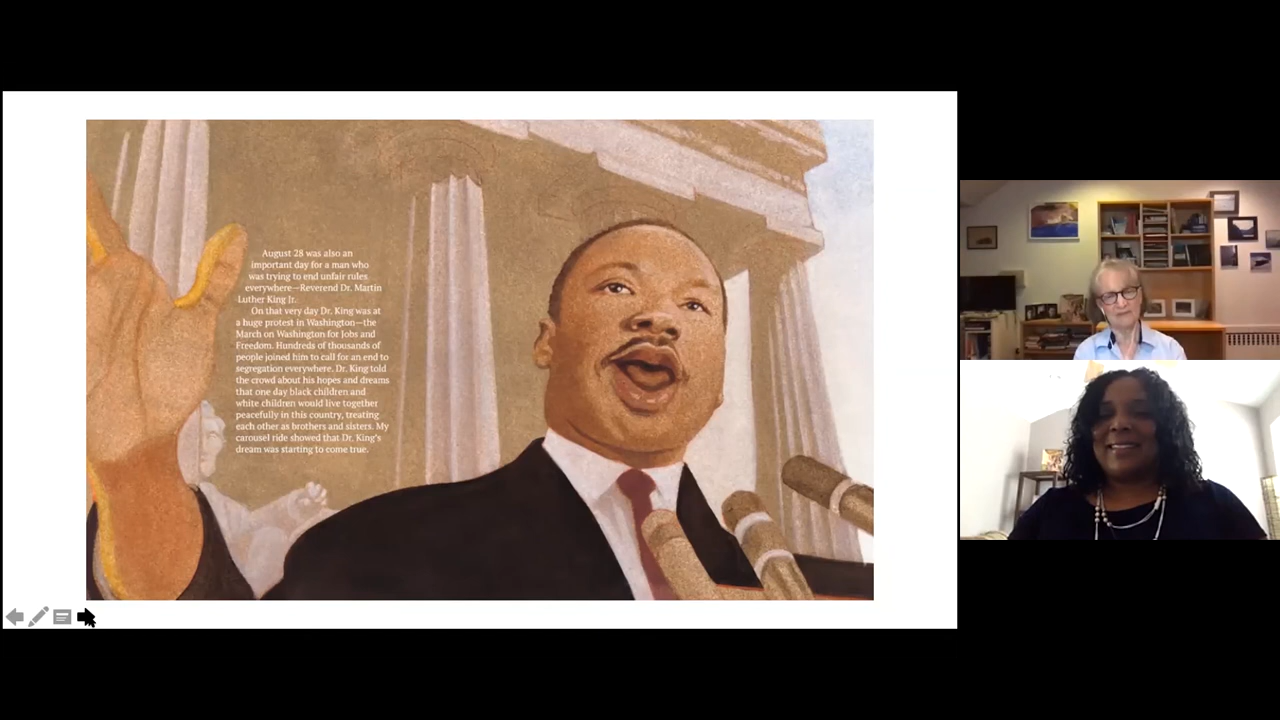 August 28 was also an
important day for a man who
was trying to end unfair rules
everywhere—Reverend Dr. Martin
Luther King Jr.
On that very day Dr. King was at
a huge protest in Washington—the
March on Washington for Jobs and
Freedom. Hundreds of thousands of
people joined him to call for an end to
segregation everywhere. Dr. King told
the crowd about his hopes and dreams
that one day black children and
white children would live together
peacefully in this country, treating
each other as brothers and sisters. My
carousel ride showed that Dr. King's
dream was starting to come true.